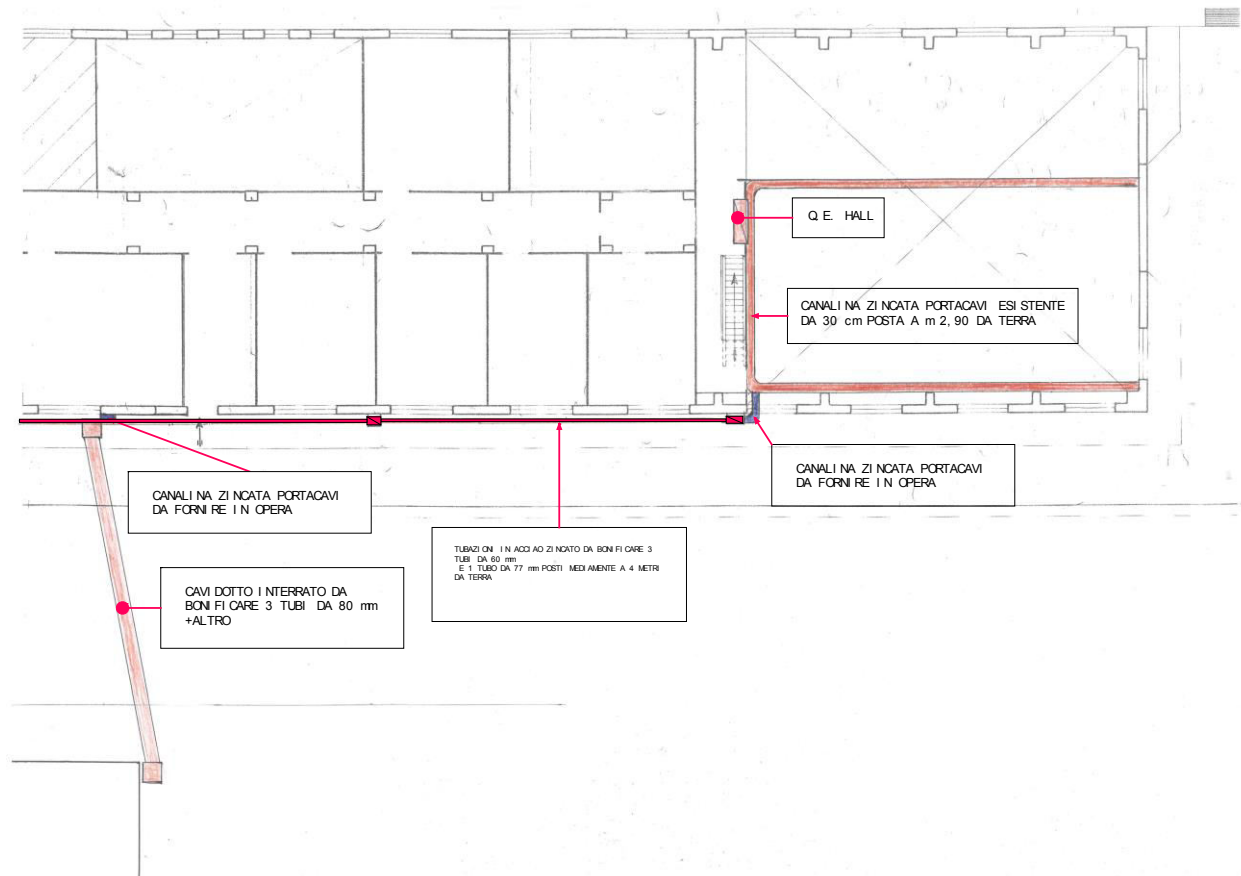 Q.E. HALL
CANALINA ZINCATA PORTACAVI ESISTENTE
DA 30 cm POSTA A m 2,90 DA TERRA
CANALINA ZINCATA PORTACAVI
DA FORNIRE IN OPERA
CANALINA ZINCATA PORTACAVI
DA FORNIRE IN OPERA
TUBAZIONI IN ACCIAO ZINCATO DA BONIFICARE 3
TUBI DA 60 mm
E 1 TUBO DA 77 mm POSTI MEDIAMENTE A 4 METRI
DA TERRA
CAVIDOTTO INTERRATO DA
BONIFICARE 3 TUBI DA 80 mm
+ALTRO